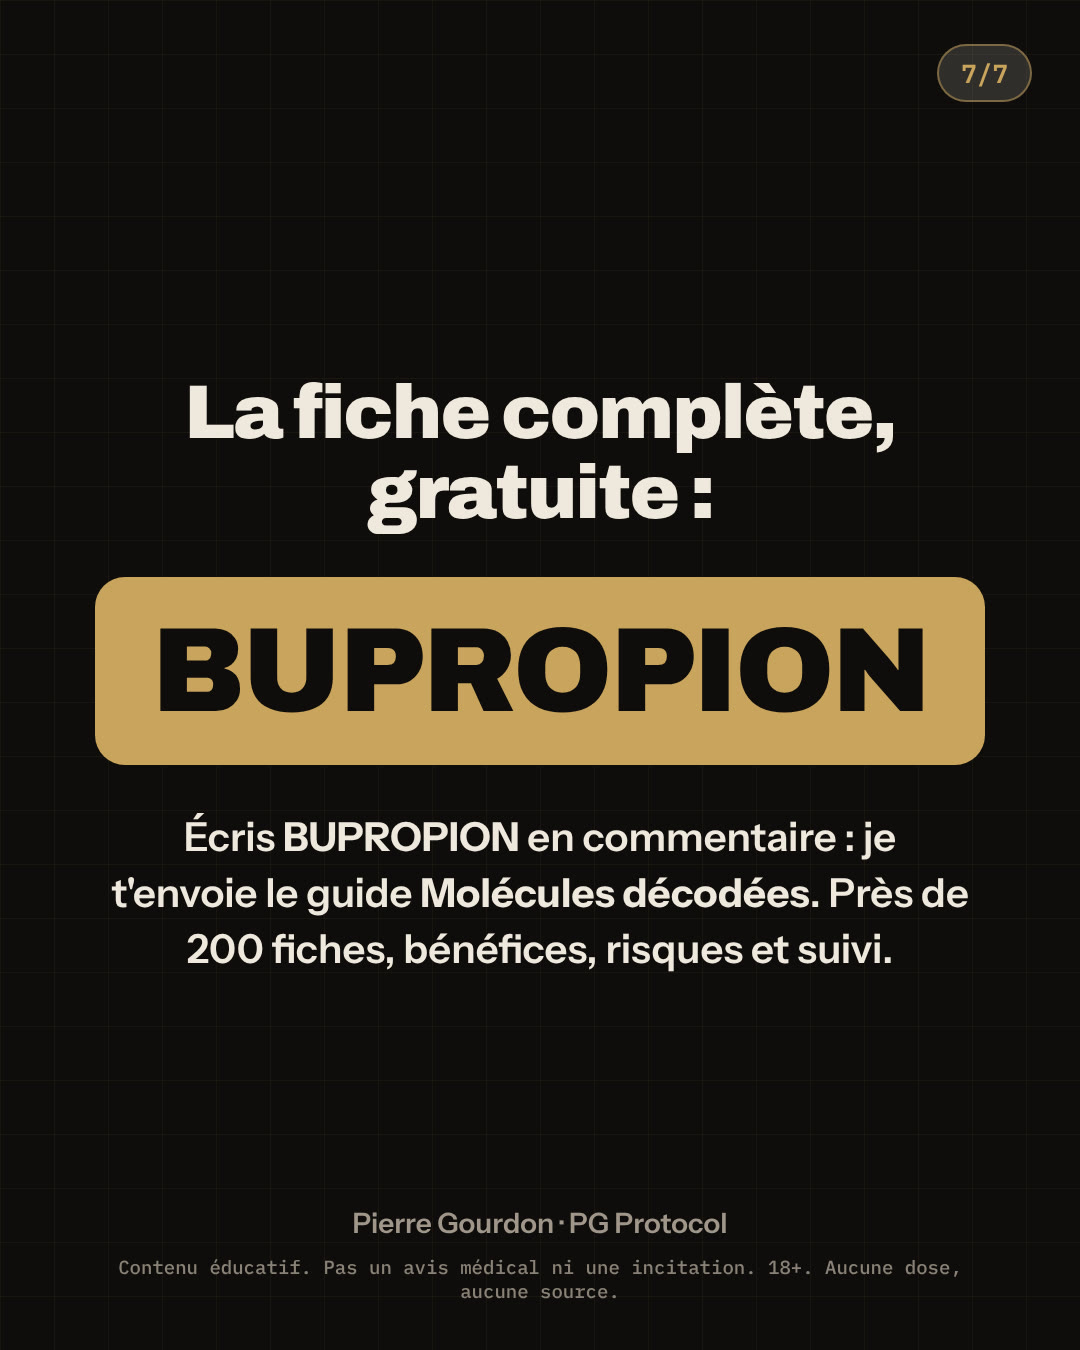 7/7
La fiche complète,
gratuite :
BUPROPION
Écris BUPROPION en commentaire : je
t'envoie le guide Molécules décodées. Près de
200 fiches, bénéfices, risques et suivi.
Pierre Gourdon · PG Protocol
Contenu éducatif. Pas un avis médical ni une incitation. 18+. Aucune dose,
aucune source.